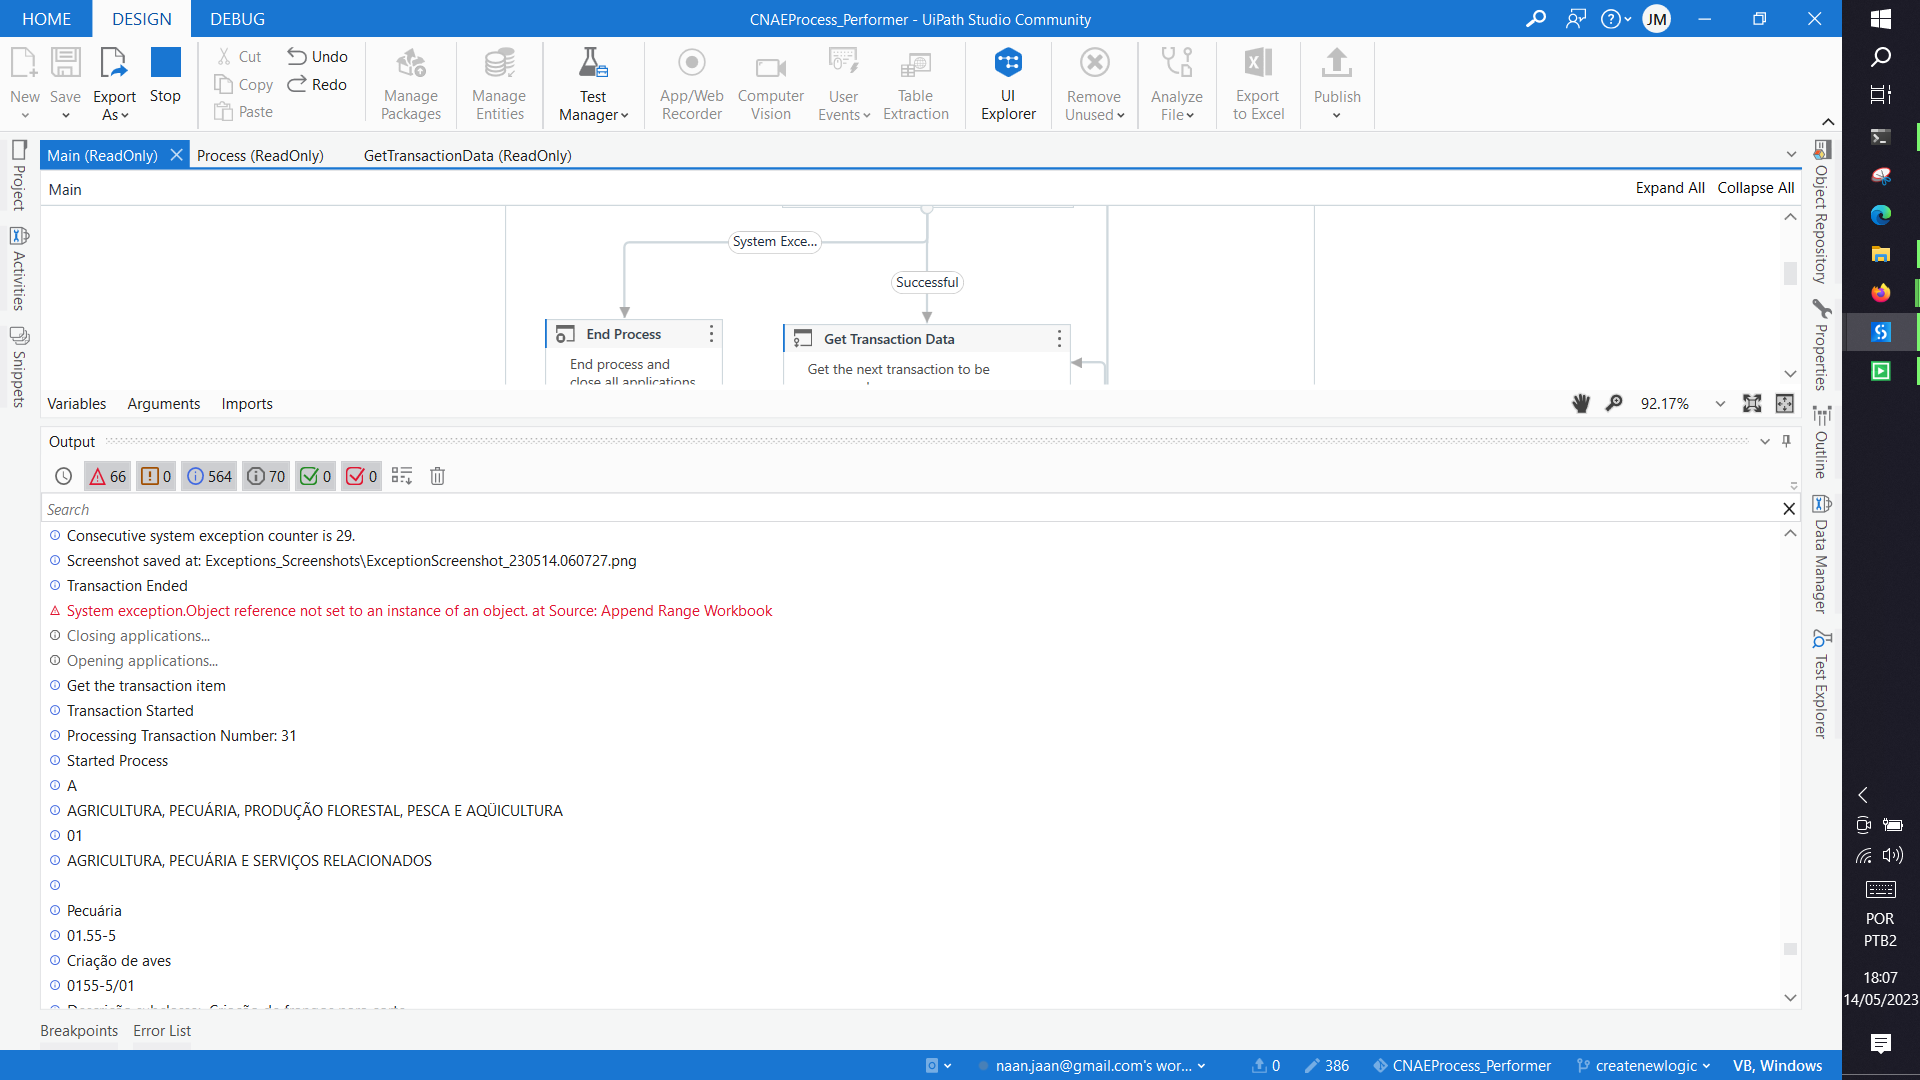 HOME DESIGN DEBUG CNAEProcess_Performer - UiPath Studio Community JM
New Save Export As Stop
Cut Copy Paste Undo Redo
Manage Packages
Manage Entities
Test Manager
App/Web Recorder
Computer Vision
User Events
Table Extraction
UI Explorer
Remove Unused
Analyze File
Export to Excel
Publish
Main (ReadOnly) Process (ReadOnly) GetTransactionData (ReadOnly)
Main Expand All Collapse All
Project
Activities
Snippets
System Exce...
Successful
End Process
End process and
close all applications
Get Transaction Data
Get the next transaction to be
Variables Arguments Imports 92.17%
Output
66 0 564 70 0 0
Search
Consecutive system exception counter is 29.
Screenshot saved at: Exceptions_Screenshots\ExceptionScreenshot_230514.060727.png
Transaction Ended
System exception.Object reference not set to an instance of an object. at Source: Append Range Workbook
Closing applications...
Opening applications...
Get the transaction item
Transaction Started
Processing Transaction Number: 31
Started Process
A
AGRICULTURA, PECUÁRIA, PRODUÇÃO FLORESTAL, PESCA E AQÜICULTURA
01
AGRICULTURA, PECUÁRIA E SERVIÇOS RELACIONADOS
Pecuária
01.55-5
Criação de aves
0155-5/01
Breakpoints Error List
Object Repository
Properties
Outline
Data Manager
Test Explorer
naan.jaan@gmail.com's wor... 0 386 CNAEProcess_Performer createnewlogic VB, Windows
POR
PTB2
18:07
14/05/2023